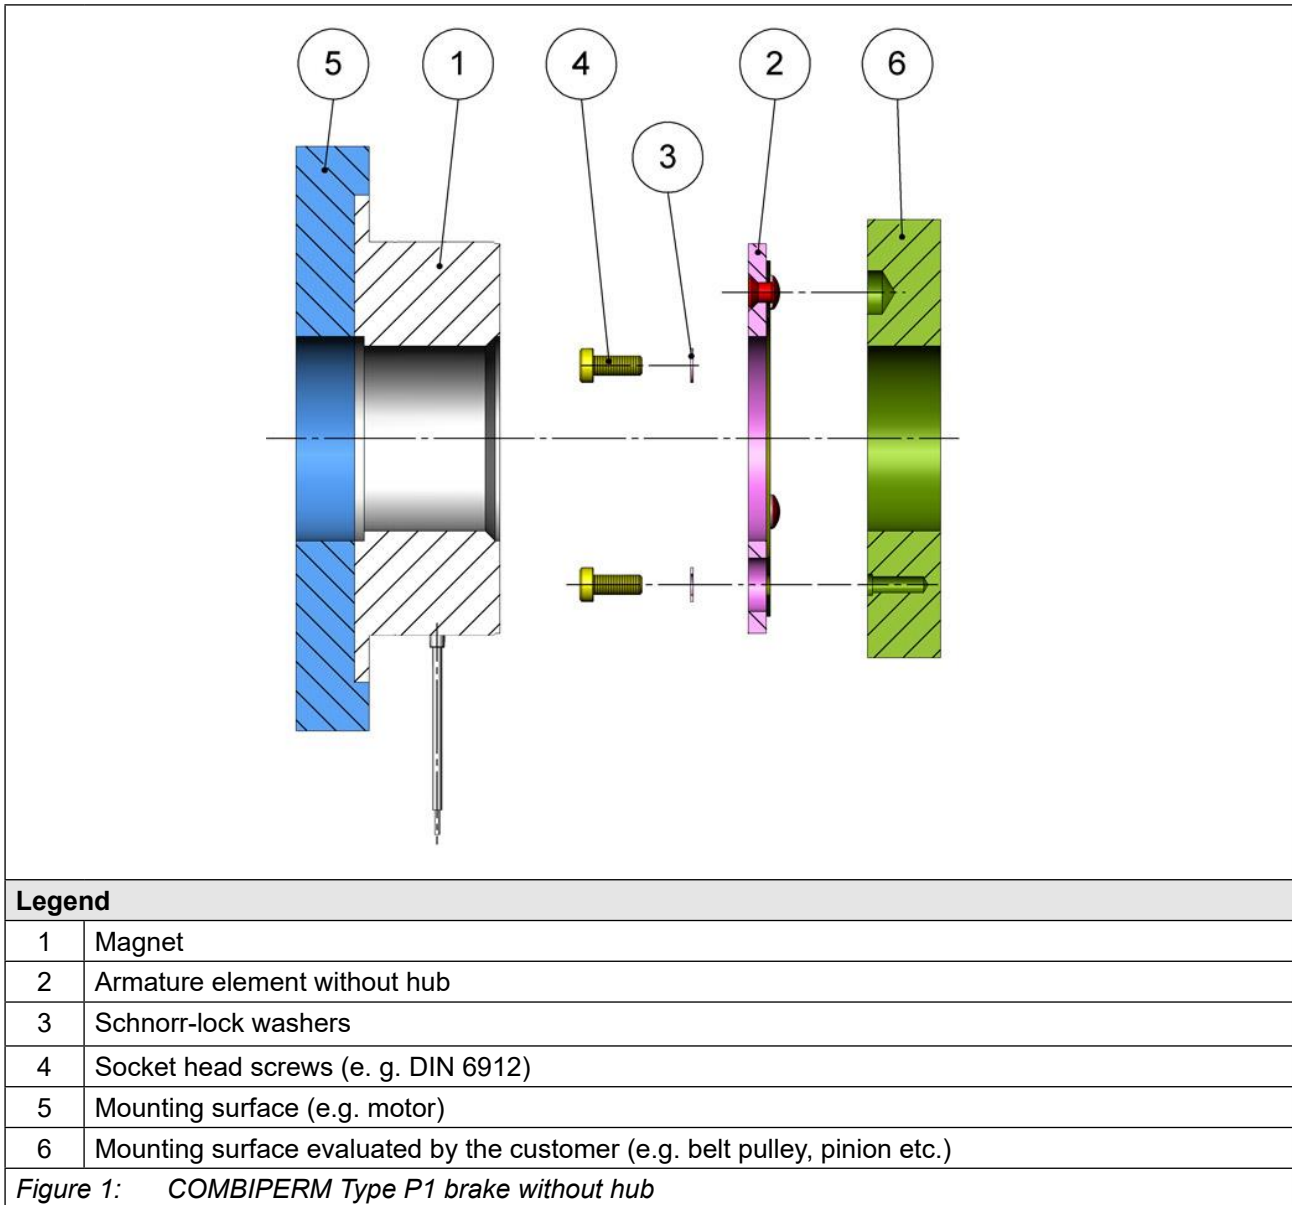 5 1 4 2 6
3
Legend
1 Magnet
2 Armature element without hub
3 Schnorr-lock washers
4 Socket head screws (e. g. DIN 6912)
5 Mounting surface (e.g. motor)
6 Mounting surface evaluated by the customer (e.g. belt pulley, pinion etc.)
Figure 1: COMBIPERM Type P1 brake without hub